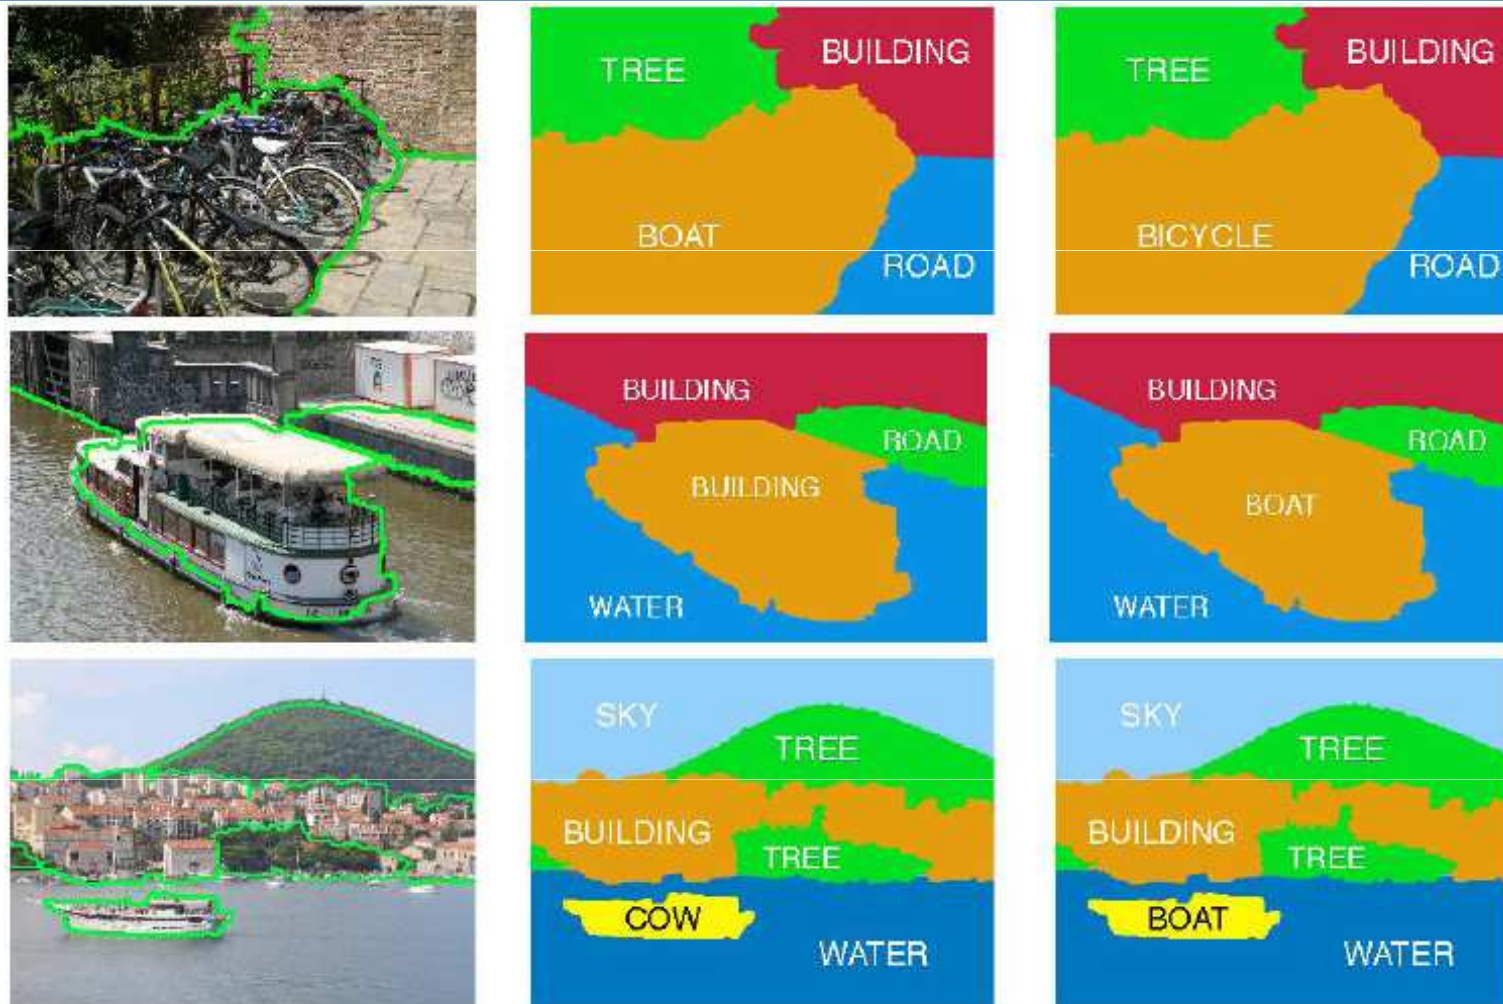 TREE
BUILDING
BOAT
ROAD
TREE
BUILDING
BICYCLE
ROAD
BUILDING
ROAD
BUILDING
WATER
BUILDING
ROAD
BOAT
WATER
SKY
TREE
BUILDING
TREE
COW
WATER
SKY
TREE
BUILDING
TREE
BOAT
WATER